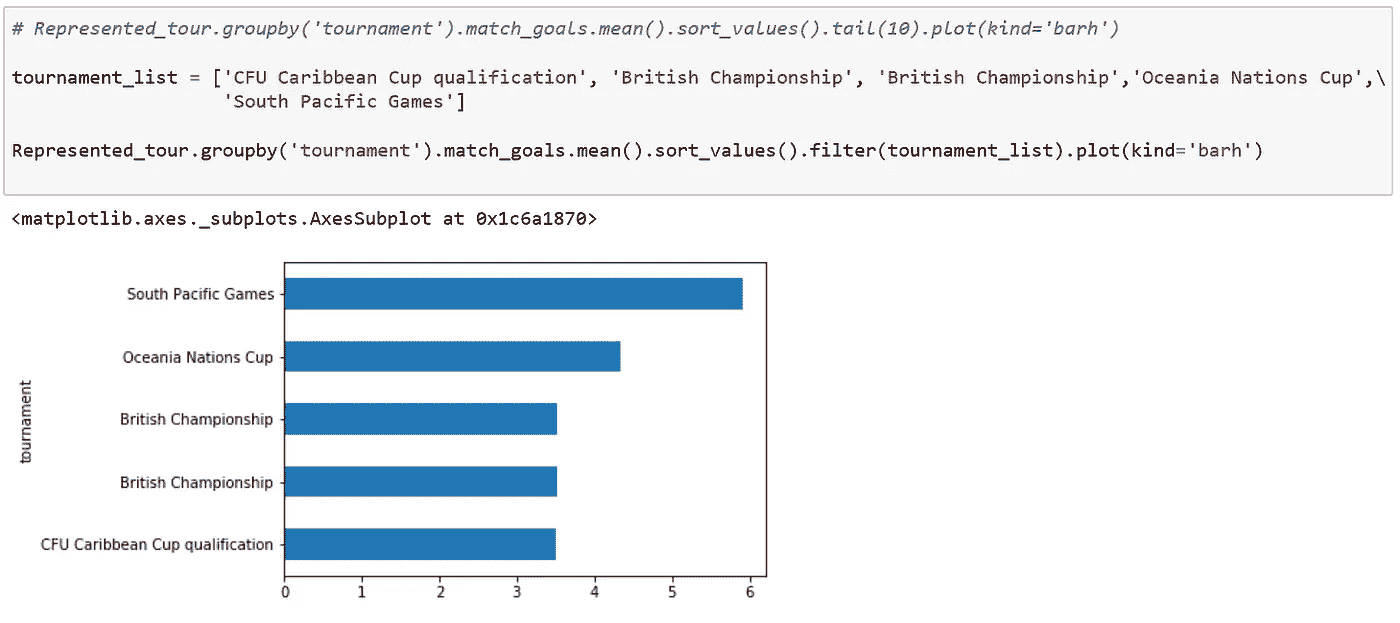 # Represented_tour.groupby('tournament').match_goals.mean().sort_values().tail(10).plot(kind='barh')
tournament_list = ['CFU Caribbean Cup qualification', 'British Championship', 'British Championship','Oceania Nations Cup',\
'South Pacific Games']
Represented_tour.groupby('tournament').match_goals.mean().sort_values().filter(tournament_list).plot(kind='barh')
<matplotlib.axes._subplots.AxesSubplot at 0x1c6a1870>
South Pacific Games
Oceania Nations Cup
British Championship
British Championship
CFU Caribbean Cup qualification
tournament
0 1 2 3 4 5 6